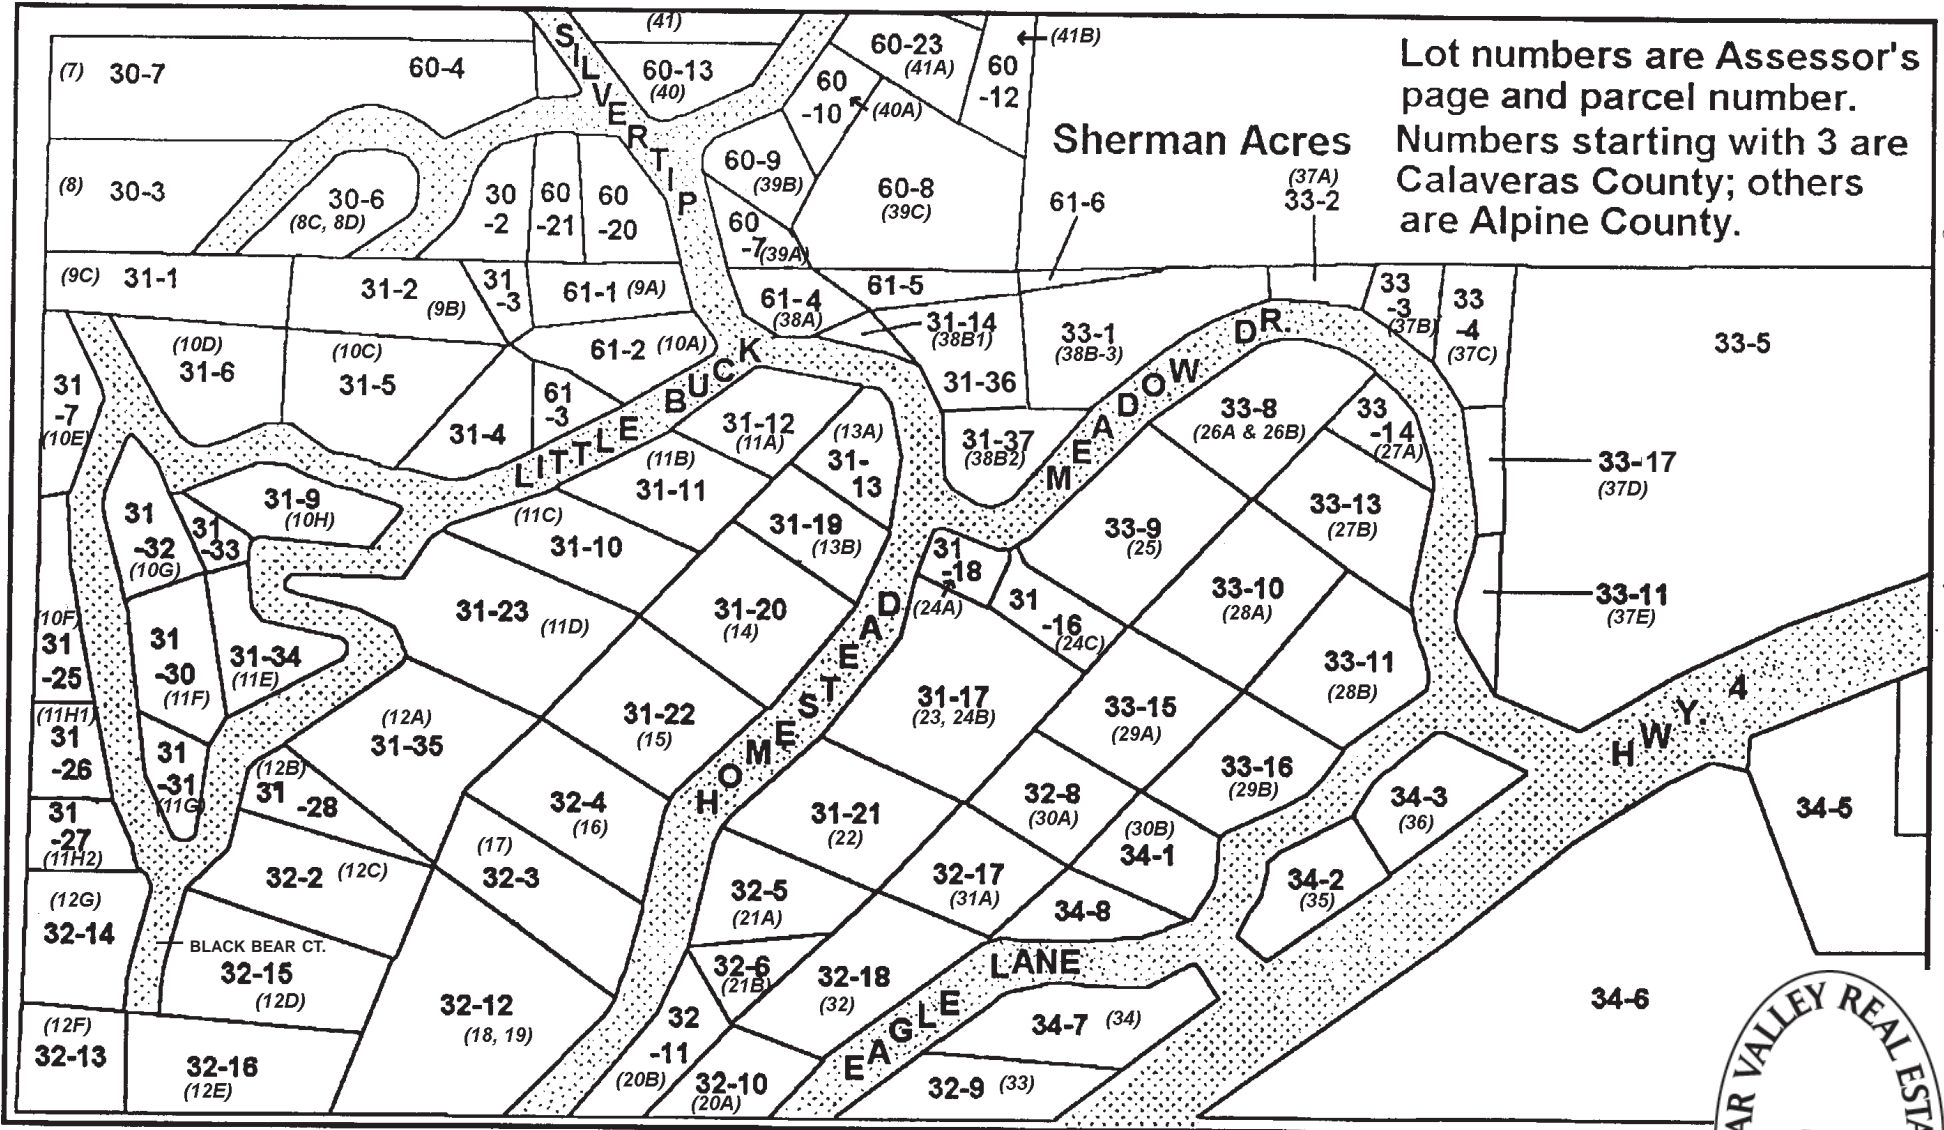 Lot numbers are Assessor's
page and parcel number.
Numbers starting with 3 are
Calaveras County; others
are Alpine County.
Sherman Acres
SILVERTIP
(41)
(7) 30-7
60-4
60-13
(40)
60-23
(41A)
60
-12
(41B)
60
-10
(40A)
(8) 30-3
30-6
(8C, 8D)
30
-2
60
-21
60
-20
60-9
(39B)
60-8
(39C)
60
-7 (39A)
61-6
(37A)
33-2
(9C) 31-1
31-2
(9B)
31
-3
61-1 (9A)
61-4
(38A)
61-5
31-14
(38B1)
33-1
(38B-3)
MEADOW DR.
33
-3
(37B)
33
-4
(37C)
33-5
(10D)
31-6
(10C)
31-5
61-2 (10A)
61
-3
31-4
LITTLE BUCK
31-36
31
-7
(10E)
31-12
(11A)
(13A)
31-
13
31-37
(38B2)
33-8
(26A & 26B)
33
-14
(27A)
33-17
(37D)
(11B)
31-11
31-9
(10H)
31
-32
(10G)
31
-33
(11C)
31-10
31-19
(13B)
31
-18
(24A)
33-9
(25)
33-13
(27B)
33-11
(37E)
(10F)
31
-25
31
-30
(11F)
31-34
(11E)
31-23 (11D)
31-20
(14)
HOMESTEAD
31
-16
(24C)
33-10
(28A)
33-11
(28B)
HWY. 4
(11H1)
31
-26
31
-31
(11G)
(12A)
31-35
31-22
(15)
31-17
(23, 24B)
33-15
(29A)
33-16
(29B)
31
-27
(11H2)
(12B)
31
-28
32-4
(16)
31-21
(22)
32-8
(30A)
(30B)
34-1
34-3
(36)
34-5
32-2 (12C)
(17)
32-3
32-5
(21A)
32-17
(31A)
34-8
34-2
(35)
(12G)
32-14
BLACK BEAR CT.
32-15
(12D)
32-12
(18, 19)
32-6
(21B)
32-18
(32)
EAGLE LANE
34-7 (34)
34-6
(12F)
32-13
32-16
(12E)
32
-11
(20B)
32-10
(20A)
32-9 (33)
AR VALLEY REAL ESTA